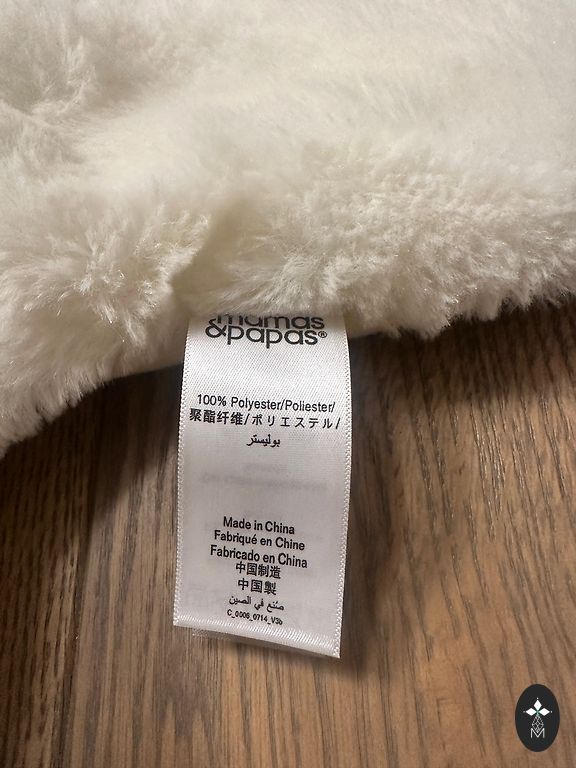 mamas
&papas®
100% Polyester/Poliester/
聚酯纤维/ポリエステル/
بوليستر
Made in China
Fabriqué en Chine
Fabricado en China
中国制造
中国製
صُنع في الصين
C_0006_0714_V3b
M